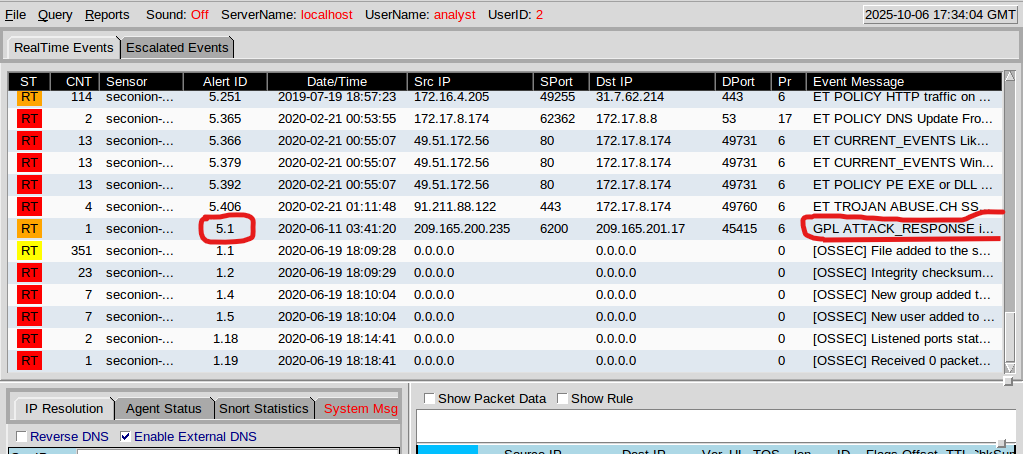 File Query Reports Sound: Off ServerName: localhost UserName: analyst UserID: 2 2025-10-06 17:34:04 GMT
RealTime Events Escalated Events
ST CNT Sensor Alert ID Date/Time Src IP SPort Dst IP DPort Pr Event Message
RT 114 seconion-... 5.251 2019-07-19 18:57:23 172.16.4.205 49255 31.7.62.214 443 6 ET POLICY HTTP traffic on ...
RT 2 seconion-... 5.365 2020-02-21 00:53:55 172.17.8.174 62362 172.17.8.8 53 17 ET POLICY DNS Update Fro...
RT 13 seconion-... 5.366 2020-02-21 00:55:07 49.51.172.56 80 172.17.8.174 49731 6 ET CURRENT_EVENTS Lik...
RT 13 seconion-... 5.379 2020-02-21 00:55:07 49.51.172.56 80 172.17.8.174 49731 6 ET CURRENT_EVENTS Win...
RT 13 seconion-... 5.392 2020-02-21 00:55:07 49.51.172.56 80 172.17.8.174 49731 6 ET POLICY PE EXE or DLL ...
RT 4 seconion-... 5.406 2020-02-21 01:11:48 91.211.88.122 443 172.17.8.174 49760 6 ET TROJAN ABUSE.CH SS...
RT 1 seconion-... 5.1 2020-06-11 03:41:20 209.165.200.235 6200 209.165.201.17 45415 6 GPL ATTACK_RESPONSE i...
RT 351 seconion-... 1.1 2020-06-19 18:09:28 0.0.0.0 0.0.0.0 0 [OSSEC] File added to the s...
RT 23 seconion-... 1.2 2020-06-19 18:09:29 0.0.0.0 0.0.0.0 0 [OSSEC] Integrity checksum...
RT 7 seconion-... 1.4 2020-06-19 18:10:04 0.0.0.0 0.0.0.0 0 [OSSEC] New group added t...
RT 7 seconion-... 1.5 2020-06-19 18:10:04 0.0.0.0 0.0.0.0 0 [OSSEC] New user added to ...
RT 2 seconion-... 1.18 2020-06-19 18:14:41 0.0.0.0 0.0.0.0 0 [OSSEC] Listened ports stat...
RT 1 seconion-... 1.19 2020-06-19 18:18:41 0.0.0.0 0.0.0.0 0 [OSSEC] Received 0 packet...
IP Resolution Agent Status Snort Statistics System Msg
Show Packet Data Show Rule
Reverse DNS Enable External DNS
Source IP Dest IP Ver HL TOS len ID Flags Offset TTL